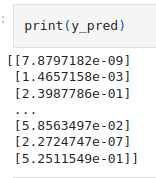 :
print(y_pred)
[[7.8797182e-09]
[1.4657158e-03]
[2.3987786e-01]
...
[5.8563497e-02]
[2.2724747e-07]
[5.2511549e-01]]